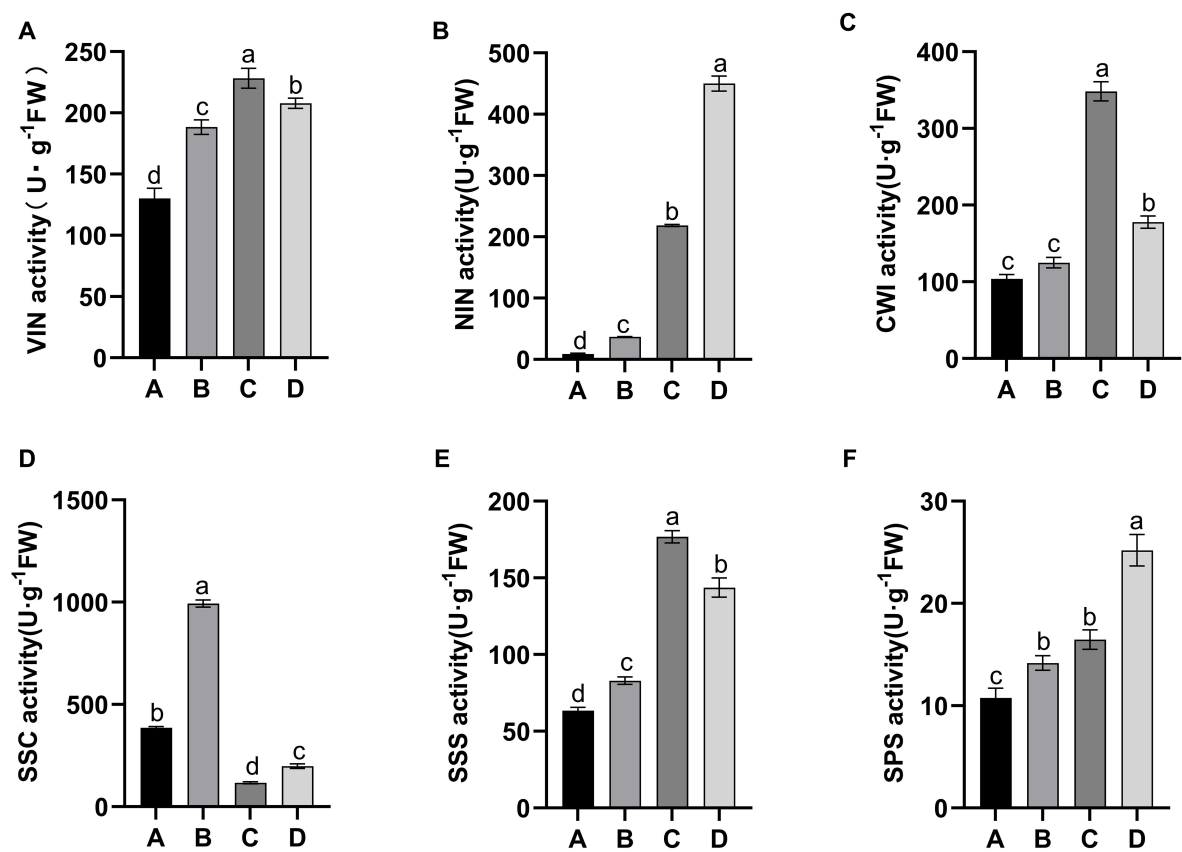 A
VIN activity( U· g-1FW)
250
200
150
100
50
0
d
c
a
b
A B C D
B
NIN activity(U·g-1FW)
500
400
300
200
100
0
d
c
b
a
A B C D
C
CWI activity(U·g-1FW)
400
300
200
100
0
c
c
a
b
A B C D
D
SSC activity(U·g-1FW)
1500
1000
500
0
b
a
d
c
A B C D
E
SSS activity(U·g-1FW)
200
150
100
50
0
d
c
a
b
A B C D
F
SPS activity(U·g-1FW)
30
20
10
0
c
b
b
a
A B C D